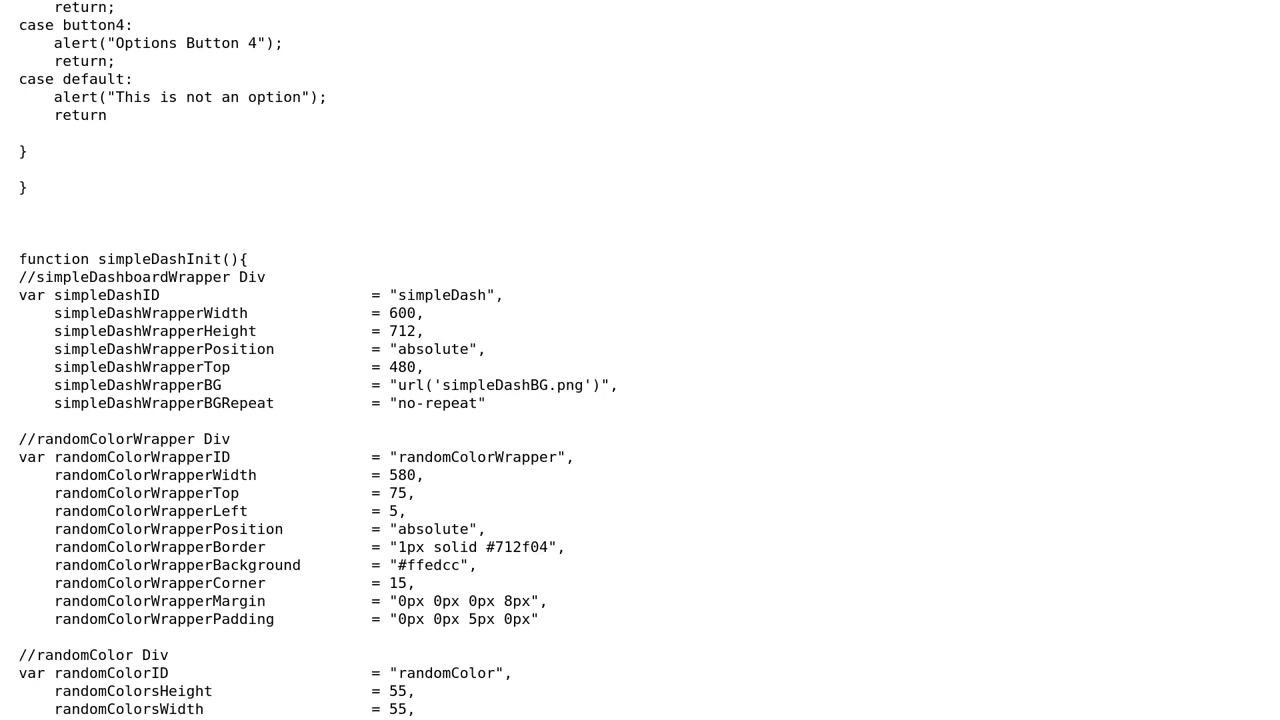 return;
case button4:
    alert("Options Button 4");
    return;
case default:
    alert("This is not an option");
    return

}

}



function simpleDashInit(){
//simpleDashboardWrapper Div
var simpleDashID                        = "simpleDash",
    simpleDashWrapperWidth              = 600,
    simpleDashWrapperHeight             = 712,
    simpleDashWrapperPosition           = "absolute",
    simpleDashWrapperTop                = 480,
    simpleDashWrapperBG                 = "url('simpleDashBG.png')",
    simpleDashWrapperBGRepeat           = "no-repeat"

//randomColorWrapper Div
var randomColorWrapperID                = "randomColorWrapper",
    randomColorWrapperWidth             = 580,
    randomColorWrapperTop               = 75,
    randomColorWrapperLeft              = 5,
    randomColorWrapperPosition          = "absolute",
    randomColorWrapperBorder            = "1px solid #712f04",
    randomColorWrapperBackground        = "#ffedcc",
    randomColorWrapperCorner            = 15,
    randomColorWrapperMargin            = "0px 0px 0px 8px",
    randomColorWrapperPadding           = "0px 0px 5px 0px"

//randomColor Div
var randomColorID                       = "randomColor",
    randomColorsHeight                  = 55,
    randomColorsWidth                   = 55,